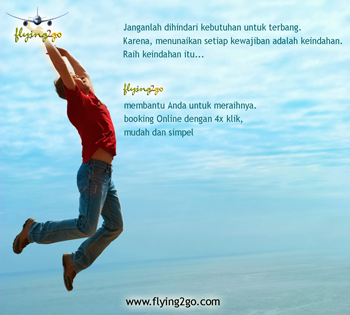 flying2go
Janganlah dihindari kebutuhan untuk terbang.
Karena, menunaikan setiap kewajiban adalah keindahan.
Raih keindahan itu...
flying2go
membantu Anda untuk meraihnya.
booking Online dengan 4x klik,
mudah dan simpel
www.flying2go.com